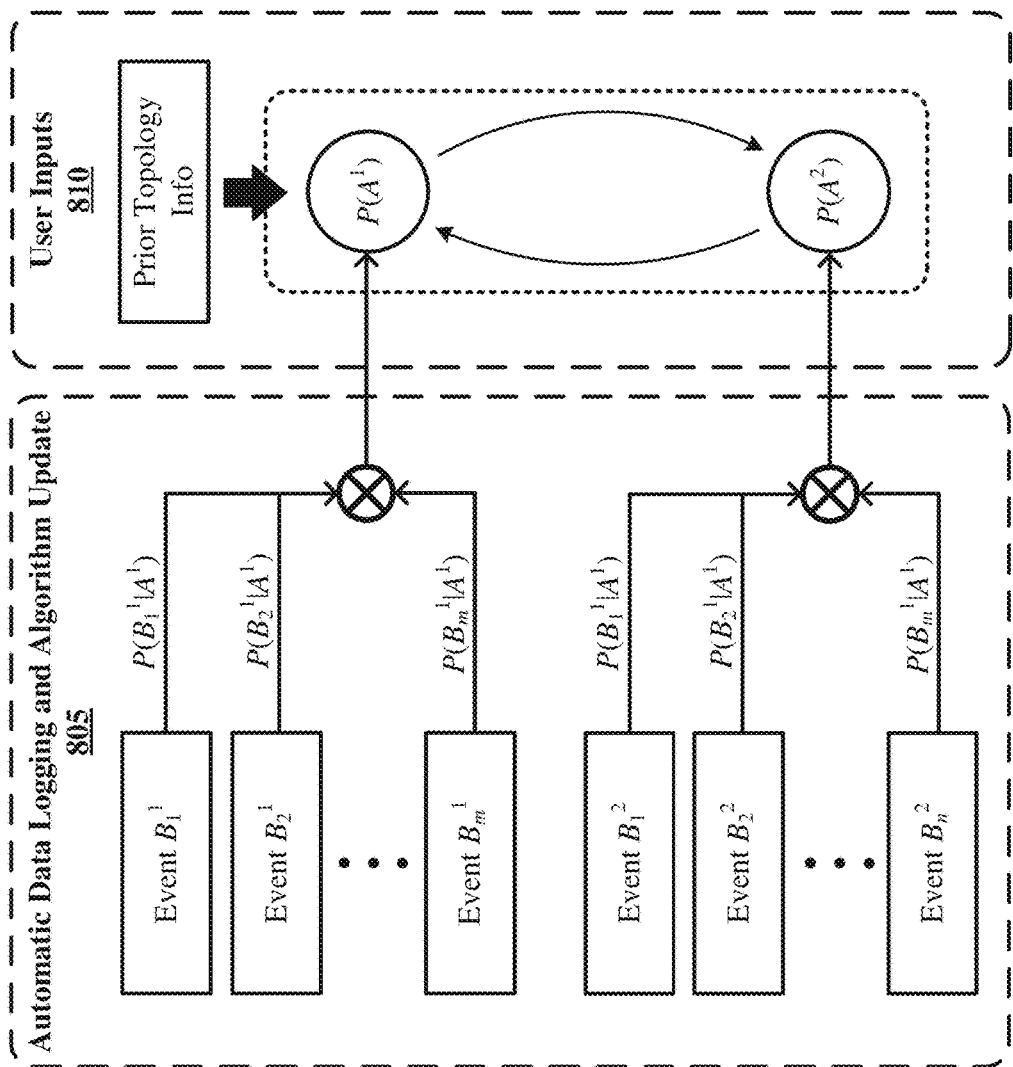 Automatic Data Logging and Algorithm Update
805
Event B₁¹
Event B₂¹
Event Bₘ¹
Event B₁²
Event B₂²
Event Bₙ²
P(B₁¹|A¹)
P(B₂¹|A¹)
P(Bₘ¹|A¹)
P(B₁¹|A¹)
P(B₂¹|A¹)
P(Bₘ¹|A¹)
User Inputs
810
Prior Topology
Info
P(A¹)
P(A²)